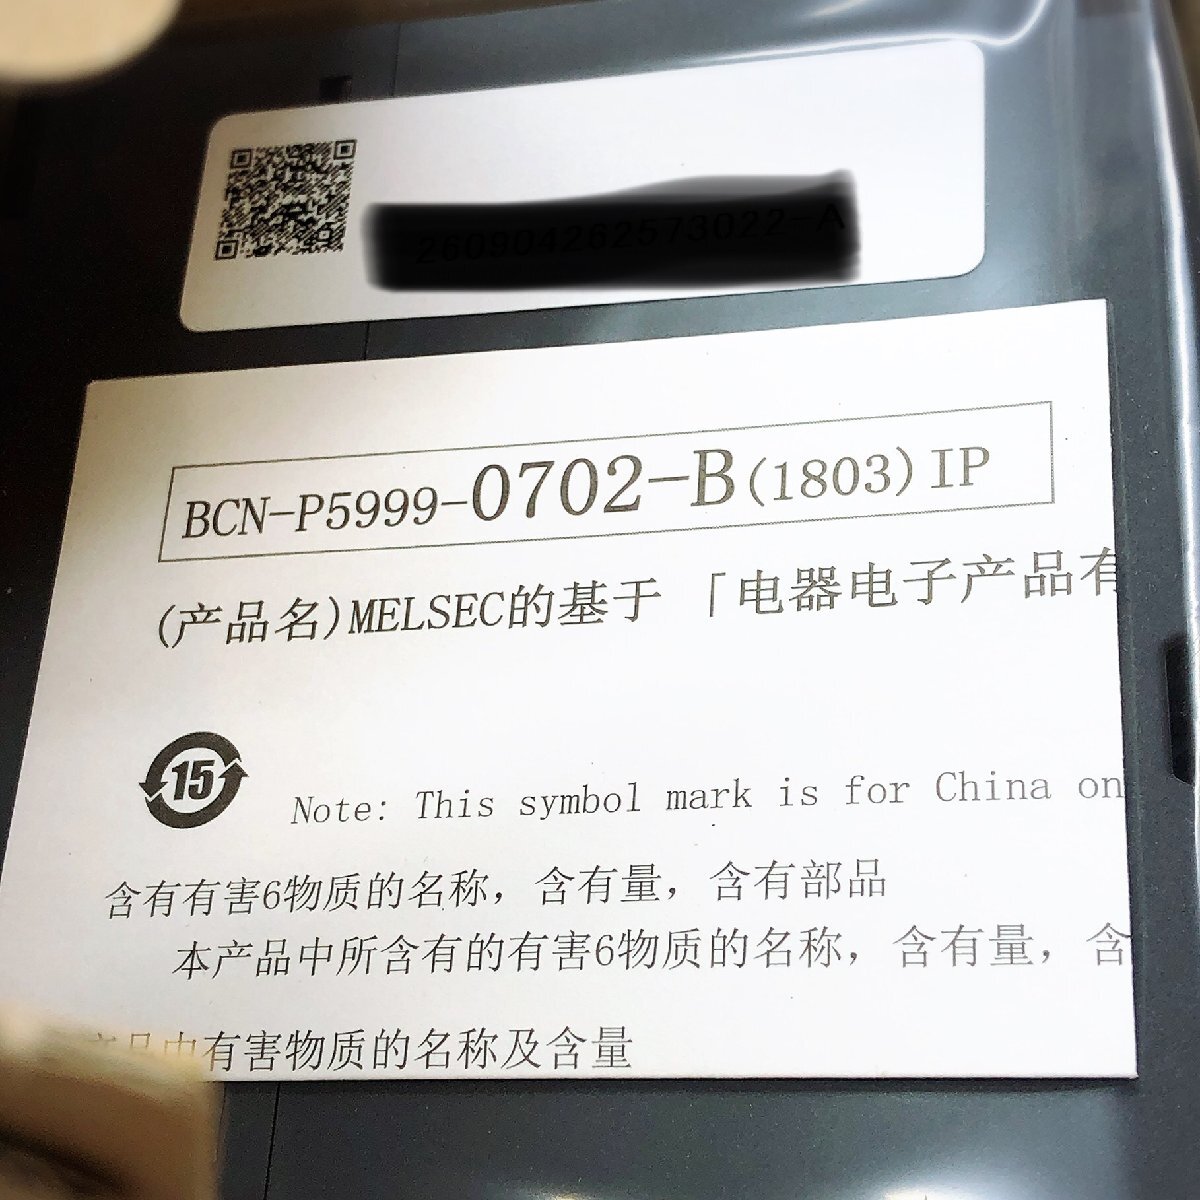 BCN-P5999-0702-B(1803)IP
(产品名)MELSEC的基于 「电器电子产品有
15
Note: This symbol mark is for China on
含有有害6物质的名称，含有量，含有部品
本产品中所含有的有害6物质的名称，含有量，含
产品中有害物质的名称及含量